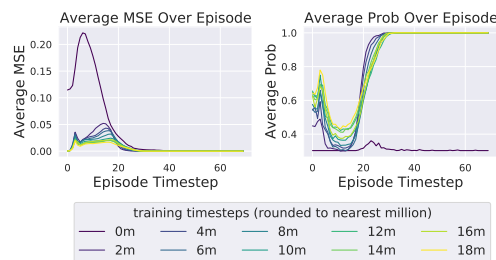 Average MSE Over Episode
Average MSE
0.20
0.15
0.10
0.05
0.00
0 20 40 60
Episode Timestep
Average Prob Over Episode
Average Prob
1.0
0.8
0.6
0.4
0 20 40 60
Episode Timestep
training timesteps (rounded to nearest million)
0m 4m 8m 12m 16m
2m 6m 10m 14m 18m